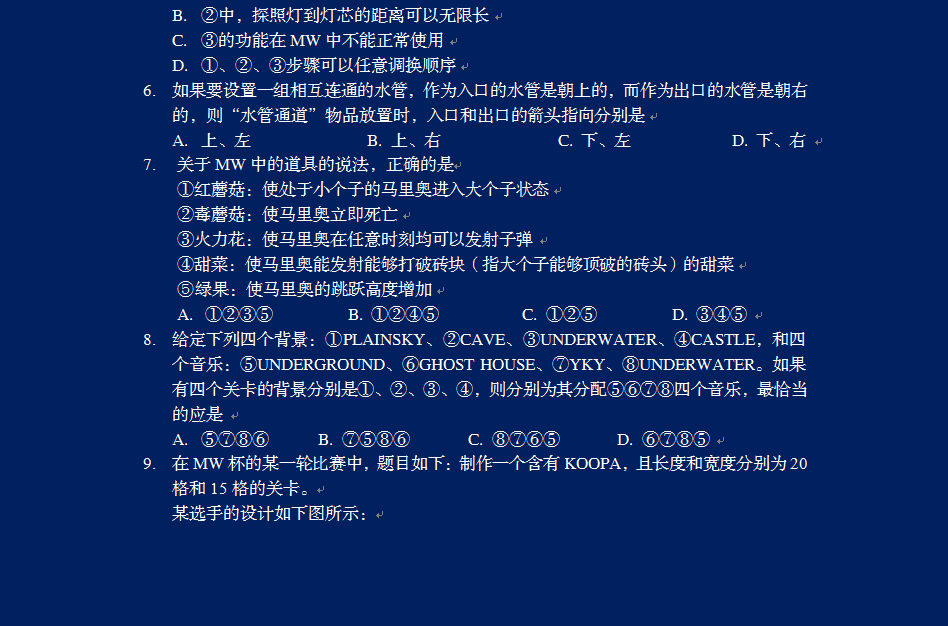 B. ②中，探照灯到灯芯的距离可以无限长
C. ③的功能在 MW 中不能正常使用
D. ①、②、③步骤可以任意调换顺序
6. 如果要设置一组相互连通的水管，作为入口的水管是朝上的，而作为出口的水管是朝右
的，则“水管通道”物品放置时，入口和出口的箭头指向分别是
A. 上、左 B. 上、右 C. 下、左 D. 下、右
7. 关于 MW 中的道具的说法，正确的是
①红蘑菇：使处于小个子的马里奥进入大个子状态
②毒蘑菇：使马里奥立即死亡
③火力花：使马里奥在任意时刻均可以发射子弹
④甜菜：使马里奥能发射能够打破砖块（指大个子能够顶破的砖头）的甜菜
⑤绿果：使马里奥的跳跃高度增加
A. ①②③⑤ B. ①②④⑤ C. ①②⑤ D. ③④⑤
8. 给定下列四个背景：①PLAINSKY、②CAVE、③UNDERWATER、④CASTLE，和四
个音乐：⑤UNDERGROUND、⑥GHOST HOUSE、⑦YKY、⑧UNDERWATER。如果
有四个关卡的背景分别是①、②、③、④，则分别为其分配⑤⑥⑦⑧四个音乐，最恰当
的应是
A. ⑤⑦⑧⑥ B. ⑦⑤⑧⑥ C. ⑧⑦⑥⑤ D. ⑥⑦⑧⑤
9. 在 MW 杯的某一轮比赛中，题目如下：制作一个含有 KOOPA，且长度和宽度分别为 20
格和 15 格的关卡。
某选手的设计如下图所示：